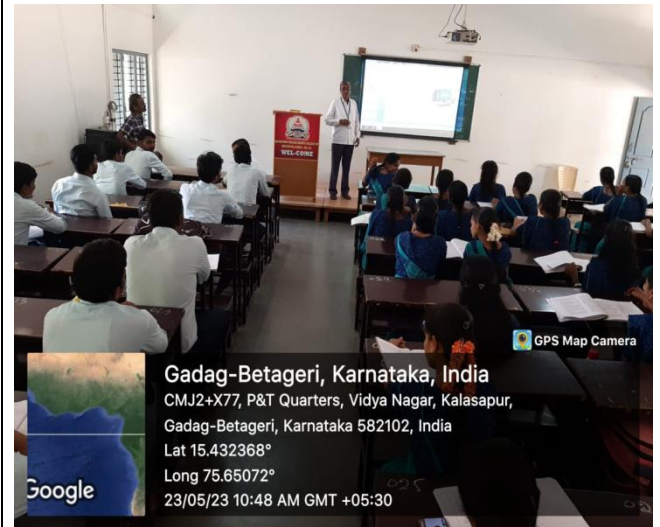 WEL-COME
GPS Map Camera
Gadag-Betageri, Karnataka, India
CMJ2+X77, P&T Quarters, Vidya Nagar, Kalasapur,
Gadag-Betageri, Karnataka 582102, India
Lat 15.432368°
Long 75.65072°
23/05/23 10:48 AM GMT +05:30
Google
025